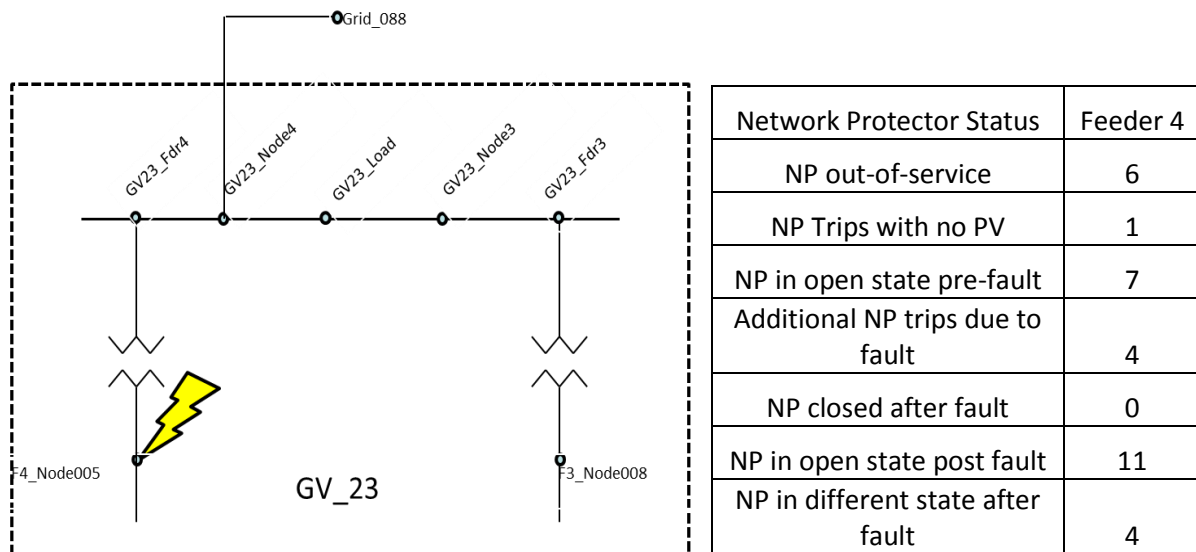 Grid_088
GV23_Fdr4
GV23_Node4
GV23_Load
GV23_Node3
GV23_Fdr3
F4_Node005
F3_Node008
GV_23
Network Protector Status Feeder 4
NP out-of-service 6
NP Trips with no PV 1
NP in open state pre-fault 7
Additional NP trips due to
fault 4
NP closed after fault 0
NP in open state post fault 11
NP in different state after
fault 4